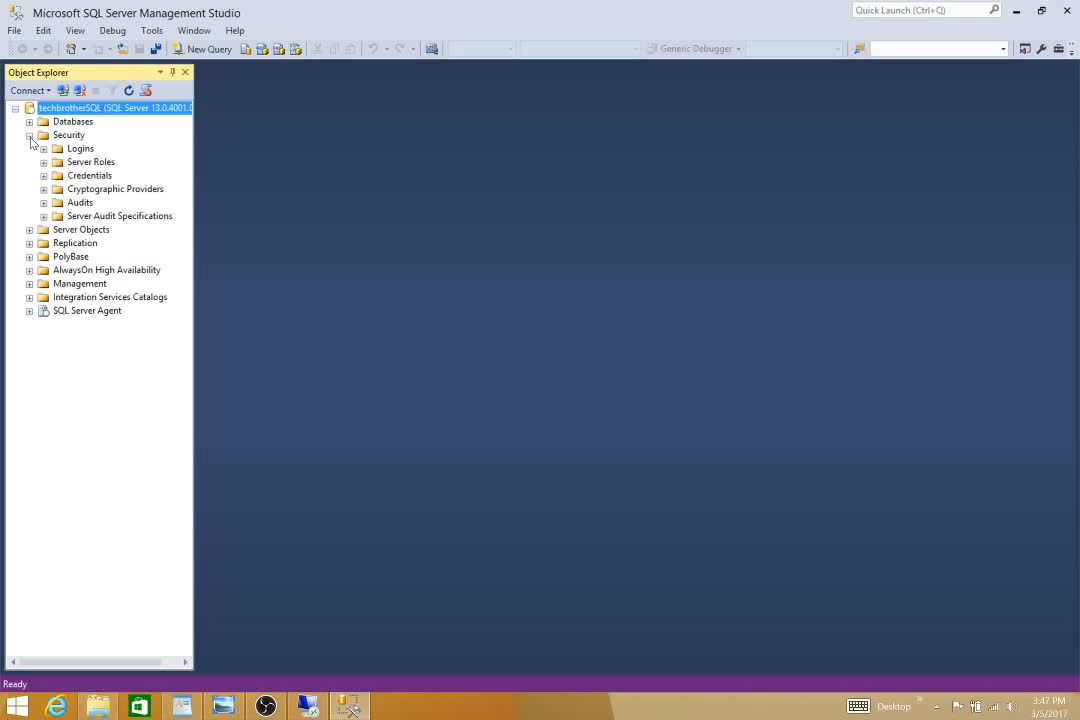 Microsoft SQL Server Management Studio
Quick Launch (Ctrl+Q)
File Edit View Debug Tools Window Help
New Query
Generic Debugger
Object Explorer
Connect
techbrotherSQL (SQL Server 13.0.4001.0
Databases
Security
Logins
Server Roles
Credentials
Cryptographic Providers
Audits
Server Audit Specifications
Server Objects
Replication
PolyBase
AlwaysOn High Availability
Management
Integration Services Catalogs
SQL Server Agent
Ready
Desktop
3:47 PM
3/5/2017